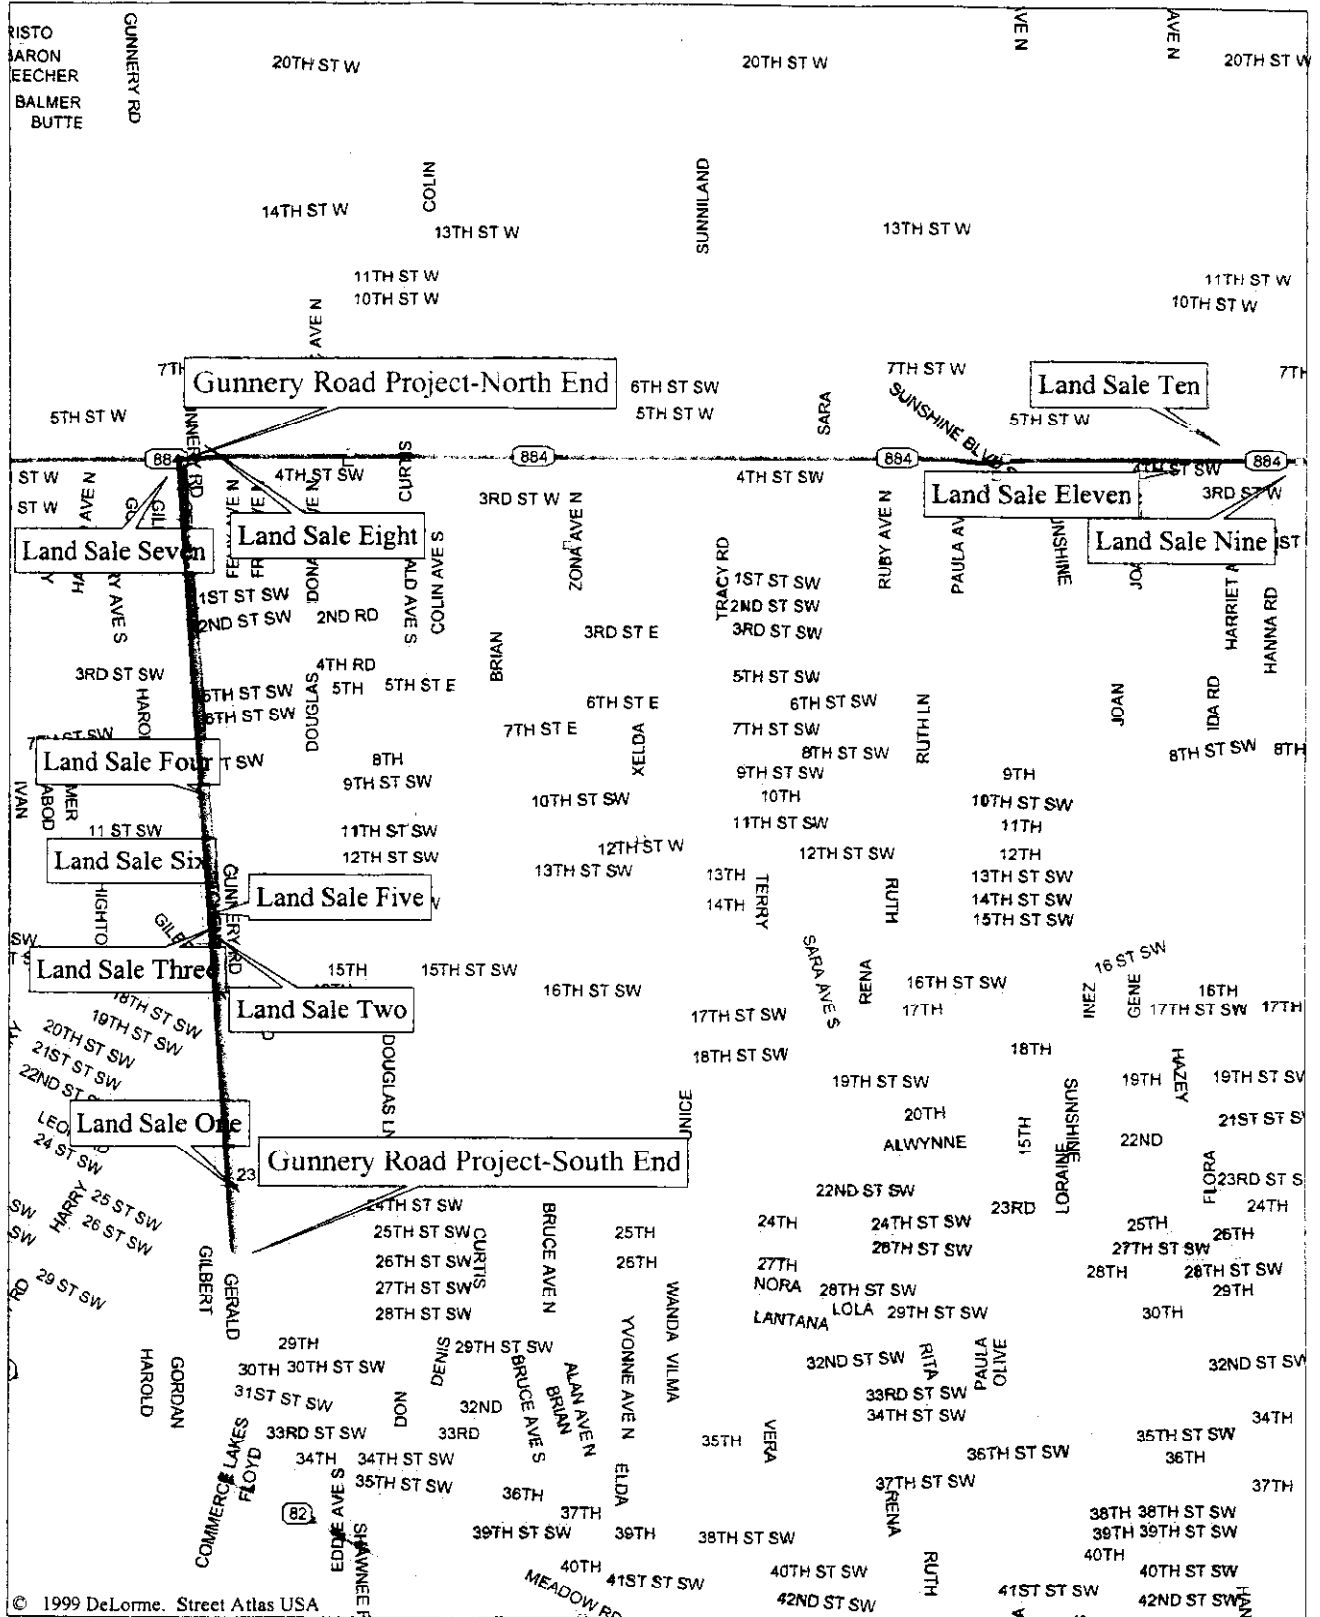 RISTO
BARON
EECHER
BALMER
BUTTE
GUNNERY RD
20TH ST W
20TH ST W
AVE N
AVE N
20TH ST W
14TH ST W
COLIN
13TH ST W
SUNNILAND
13TH ST W
11TH ST W
10TH ST W
11TH ST W
10TH ST W
AVE N
7TH
Gunnery Road Project-North End
6TH ST SW
5TH ST W
7TH ST W
Land Sale Ten
7TH
5TH ST W
SARA
SUNSHINE BLVD
5TH ST W
884
884
884
884
ST W
ST W
AVE N
NNERY RD
4TH ST SW
CURTIS
3RD ST W
4TH ST SW
4TH ST SW
3RD ST W
Land Sale Seven
Land Sale Eight
Land Sale Eleven
Land Sale Nine
ST
ZONA AVE N
RUBY AVE N
PAULA AV
COLIN AVE S
ALD AVE S
RY AVE S
TRACY RD
1ST ST SW
2ND ST SW
2ND RD
1ST ST SW
2ND ST SW
3RD ST E
3RD ST SW
BRIAN
HARRIET A
HANNA RD
3RD ST SW
4TH RD
5TH ST SW
5TH
5TH ST E
5TH ST SW
6TH ST SW
6TH ST E
6TH ST SW
DOUGLAS
JOAN
IDA RD
7TH ST E
XELDA
7TH ST SW
RUTH LN
8TH ST SW
8TH ST SW
8TH
Land Sale Four
T SW
8TH
9TH ST SW
9TH ST SW
9TH
IVAN
ABOD
MER
10TH ST SW
10TH
10TH ST SW
11 ST SW
11TH ST SW
11TH ST SW
11TH
12TH ST W
Land Sale Six
12TH ST SW
12TH ST SW
12TH
13TH ST SW
13TH
13TH ST SW
GUNNERY RD
Land Sale Five
14TH
TERRY
RUTH
14TH ST SW
15TH ST SW
HIGHTO
Land Sale Three
15TH
15TH ST SW
SARA AVE S
RENA
16 ST SW
16TH ST SW
16TH ST SW
INEZ
GENE
16TH
18TH ST SW
Land Sale Two
17TH ST SW
17TH
17TH ST SW
17TH
19TH ST SW
20TH ST SW
21ST ST SW
22ND ST S
DOUGLAS LN
18TH ST SW
18TH
HAZEY
19TH ST SW
SUNSHINE
19TH
19TH ST SW
LEO
24 ST SW
Land Sale One
UNICE
20TH
21ST ST S
ALWYNNE
15TH
22ND
LORAINE
FLORA
23
Gunnery Road Project-South End
HARRY
25 ST SW
26 ST SW
22ND ST SW
23RD ST S
23RD
24TH ST SW
24TH
BRUCE AVE N
25TH ST SW
25TH
24TH
24TH ST SW
25TH
26TH
GILBERT
CURTIS
26TH ST SW
26TH
26TH ST SW
27TH ST SW
29 ST SW
RD
27TH
28TH
28TH ST SW
GERALD
27TH ST SW
NORA
28TH ST SW
29TH
28TH ST SW
WANDA
LANTANA
LOLA
29TH ST SW
30TH
29TH
DENIS
29TH ST SW
YVONNE AVE N
VILMA
HAROLD
GORDAN
30TH
30TH ST SW
BRUCE AVE S
ALAN AVE N
BRIAN
32ND ST SW
RITA
PAULA
OLIVE
32ND ST SW
31ST ST SW
DON
32ND
33RD ST SW
34TH ST SW
34TH
33RD ST SW
33RD
35TH
VERA
35TH ST SW
COMMERCE LAKES
FLOYD
34TH
34TH ST SW
36TH ST SW
36TH
35TH ST SW
ELDA
37TH ST SW
37TH
EDDIE AVE S
36TH
82
37TH
RENA
38TH
38TH ST SW
SHAWNEE R
39TH ST SW
39TH
38TH ST SW
39TH
39TH ST SW
40TH
40TH
41ST ST SW
40TH ST SW
RUTH
40TH ST SW
MEADOW RD
42ND ST SW
41ST ST SW
42ND ST SW
© 1999 DeLorme. Street Atlas USA